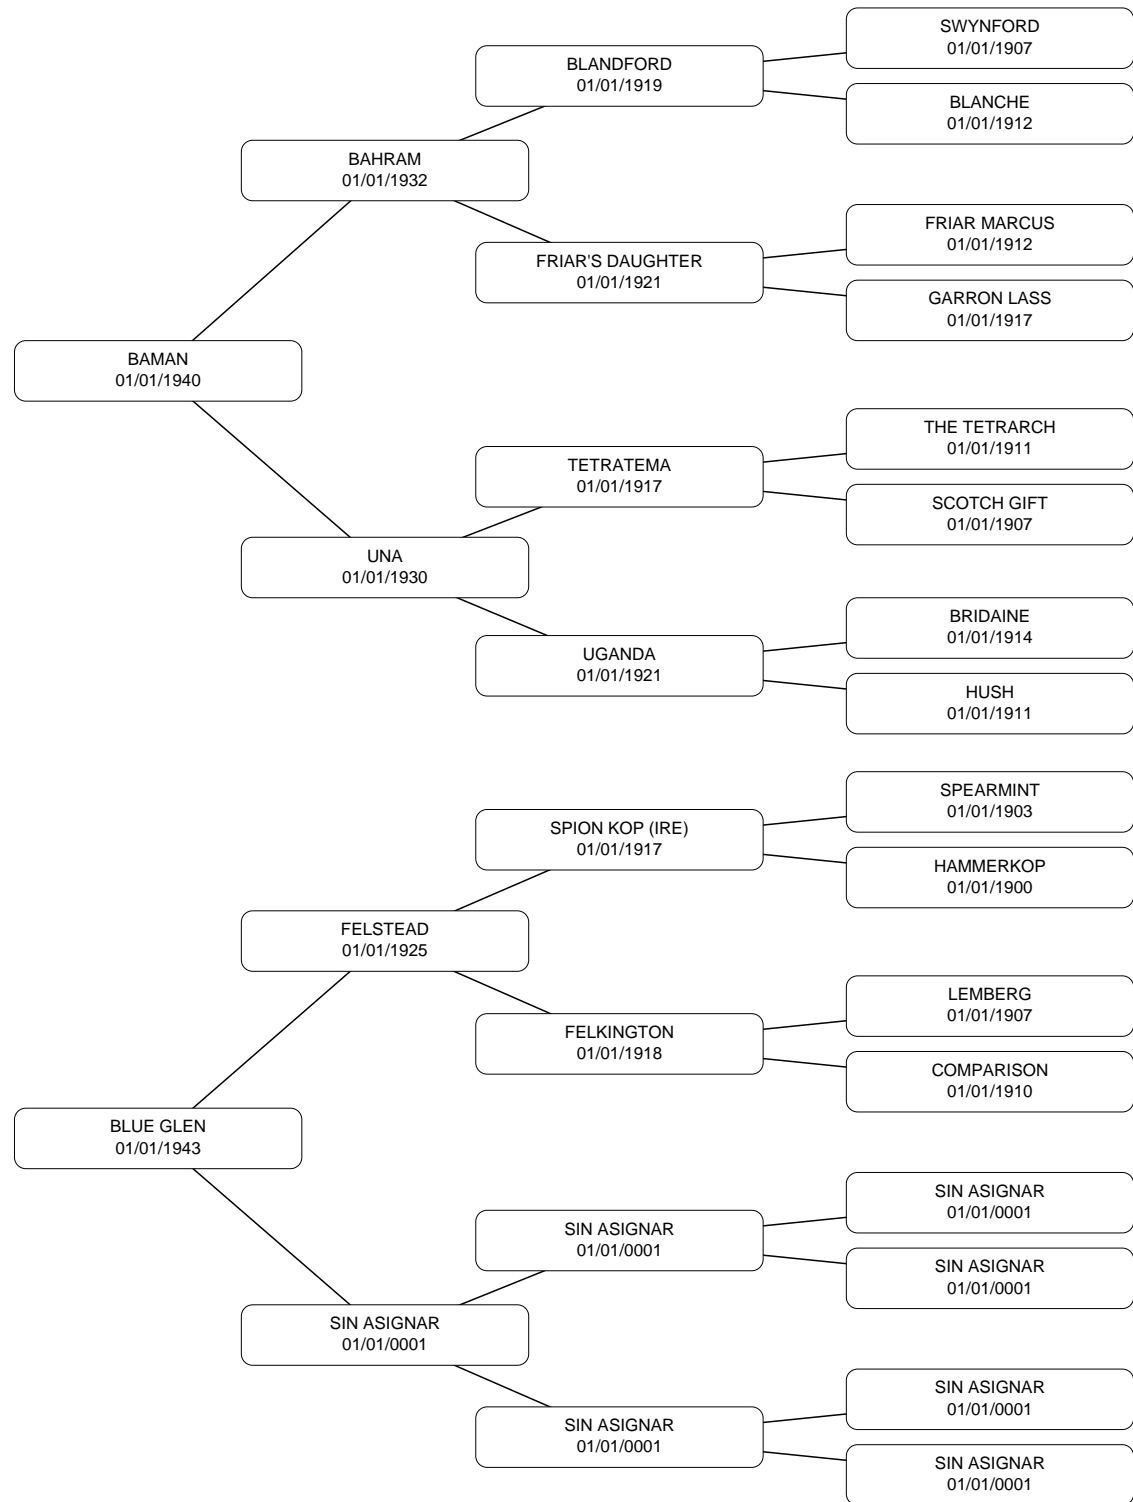 SWYNFORD
01/01/1907
BLANDFORD
01/01/1919
BLANCHE
01/01/1912
BAHRAM
01/01/1932
FRIAR MARCUS
01/01/1912
FRIAR'S DAUGHTER
01/01/1921
GARRON LASS
01/01/1917
BAMAN
01/01/1940
THE TETRARCH
01/01/1911
TETRATEMA
01/01/1917
SCOTCH GIFT
01/01/1907
UNA
01/01/1930
BRIDAINE
01/01/1914
UGANDA
01/01/1921
HUSH
01/01/1911
SPEARMINT
01/01/1903
SPION KOP (IRE)
01/01/1917
HAMMERKOP
01/01/1900
FELSTEAD
01/01/1925
LEMBERG
01/01/1907
FELKINGTON
01/01/1918
COMPARISON
01/01/1910
BLUE GLEN
01/01/1943
SIN ASIGNAR
01/01/0001
SIN ASIGNAR
01/01/0001
SIN ASIGNAR
01/01/0001
SIN ASIGNAR
01/01/0001
SIN ASIGNAR
01/01/0001
SIN ASIGNAR
01/01/0001
SIN ASIGNAR
01/01/0001